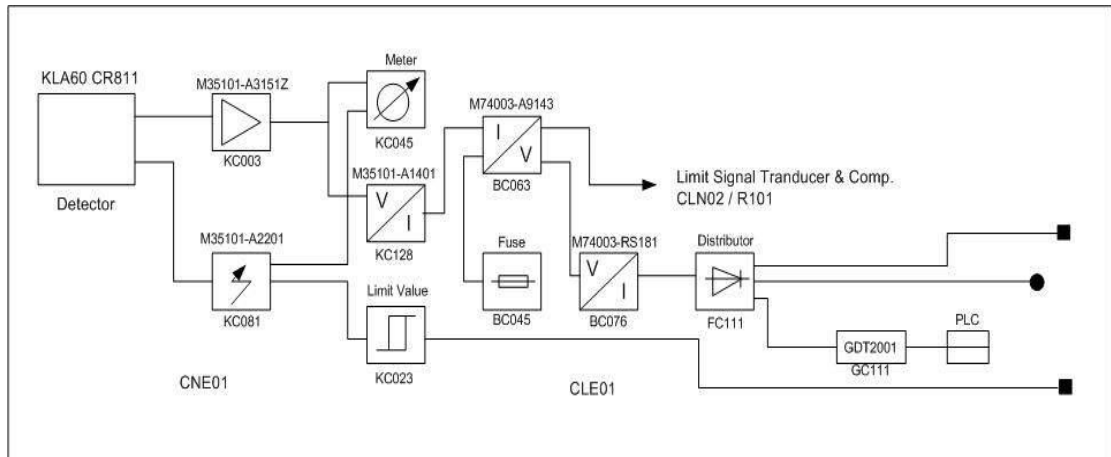 KLA60 CR811
Detector
M35101-A3151Z
KC003
Meter
KC045
M35101-A1401
V
I
KC128
M35101-A2201
KC081
Limit Value
KC023
CNE01
M74003-A9143
I
V
BC063
Fuse
BC045
M74003-RS181
V
I
BC076
Limit Signal Tranducer & Comp.
CLN02 / R101
Distributor
FC111
GDT2001
GC111
PLC
CLE01